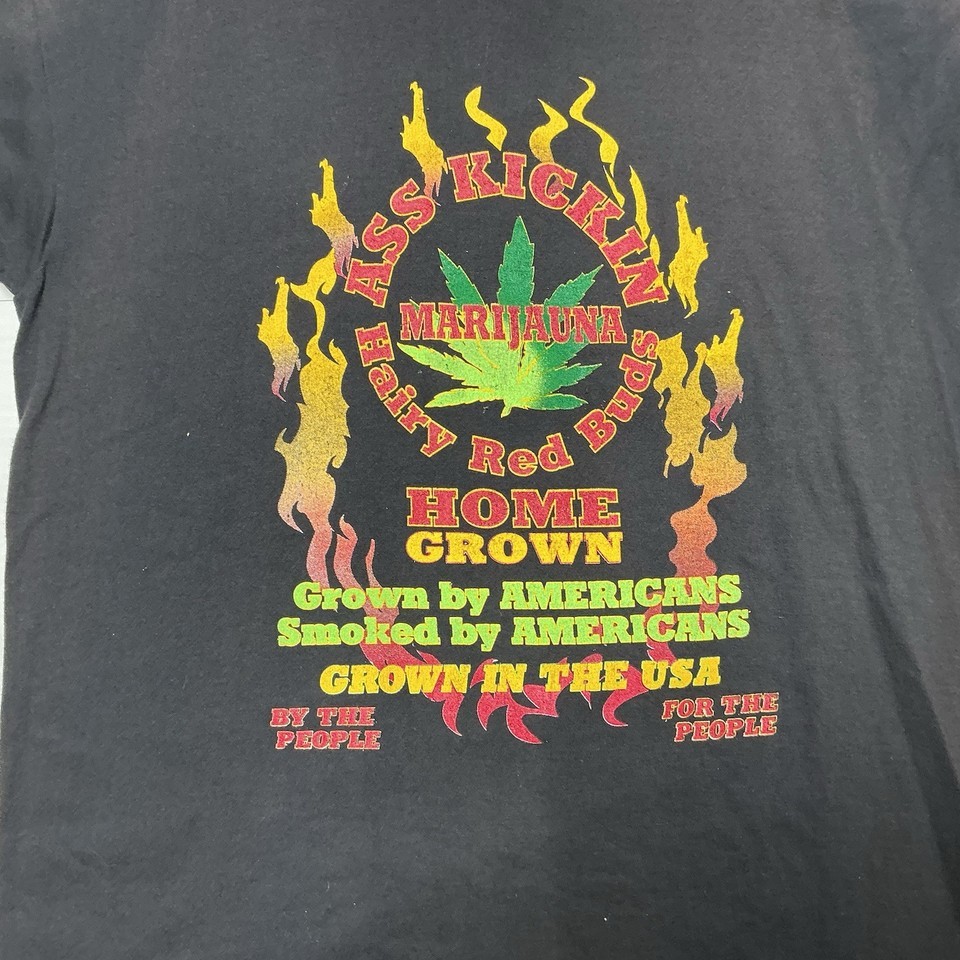 ASS KICKIN
MARIJAUNA
Hairy Red Buds
HOME
GROWN
Grown by AMERICANS
Smoked by AMERICANS
GROWN IN THE USA
BY THE
PEOPLE
FOR THE
PEOPLE